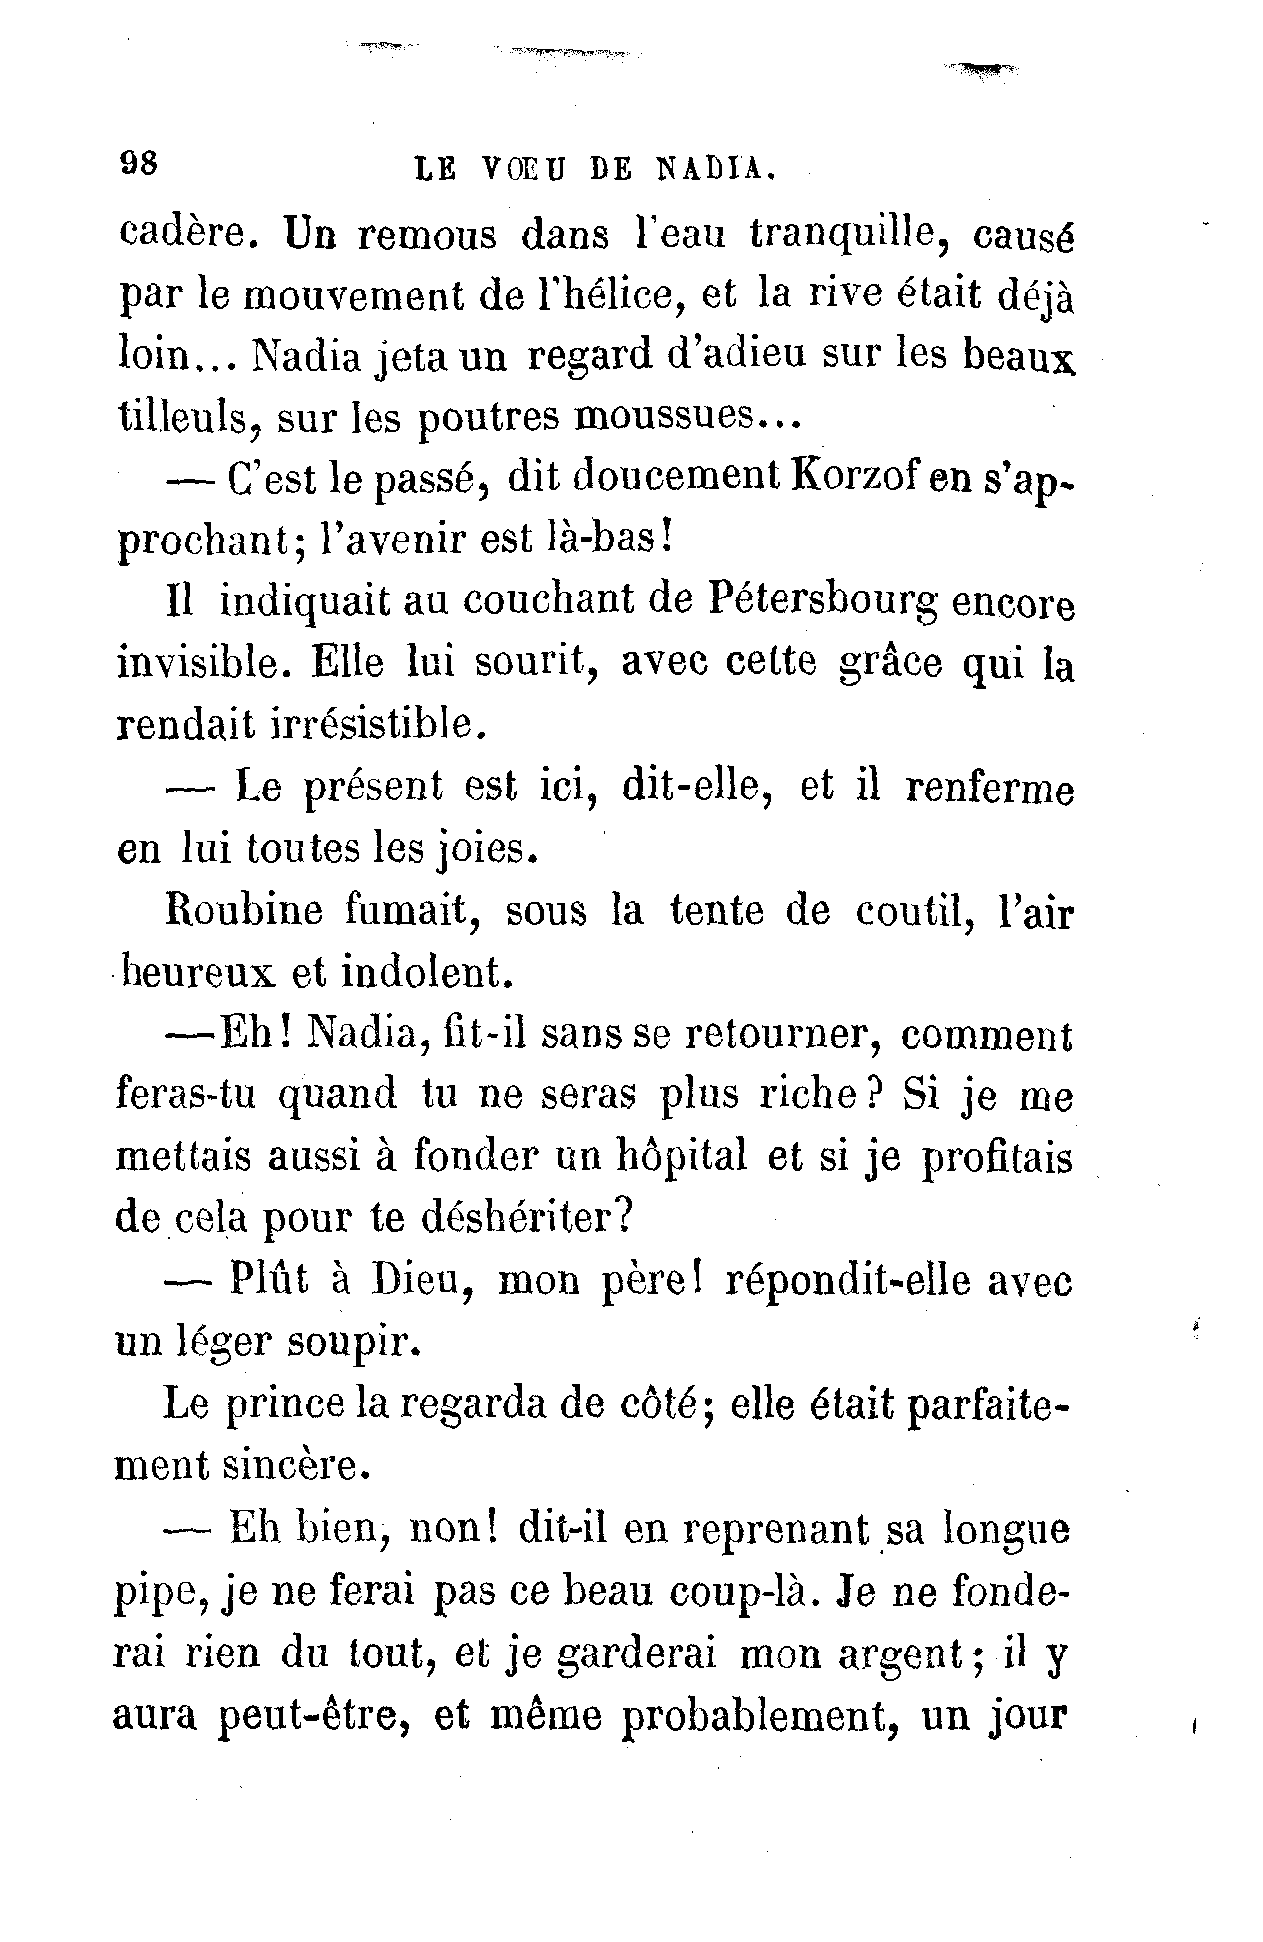 98 LE VŒU DE NADIA.
cadère. Un remous dans l'eau tranquille, causé
par le mouvement de l'hélice, et la rive était déjà
loin... Nadia jeta un regard d'adieu sur les beaux
tilleuls, sur les poutres moussues...
— C'est le passé, dit doucement Korzof en s'ap-
prochant; l'avenir est là-bas!
Il indiquait au couchant de Pétersbourg encore
invisible. Elle lui sourit, avec cette grâce qui la
rendait irrésistible.
— Le présent est ici, dit-elle, et il renferme
en lui toutes les joies.
Roubine fumait, sous la tente de coutil, l'air
heureux et indolent.
—Eh! Nadia, fit-il sans se retourner, comment
feras-tu quand tu ne seras plus riche? Si je me
mettais aussi à fonder un hôpital et si je profitais
de cela pour te déshériter?
— Plût à Dieu, mon père! répondit-elle avec
un léger soupir.
Le prince la regarda de côté; elle était parfaite-
ment sincère.
— Eh bien, non! dit-il en reprenant sa longue
pipe, je ne ferai pas ce beau coup-là. Je ne fonde-
rai rien du tout, et je garderai mon argent; il y
aura peut-être, et même probablement, un jour